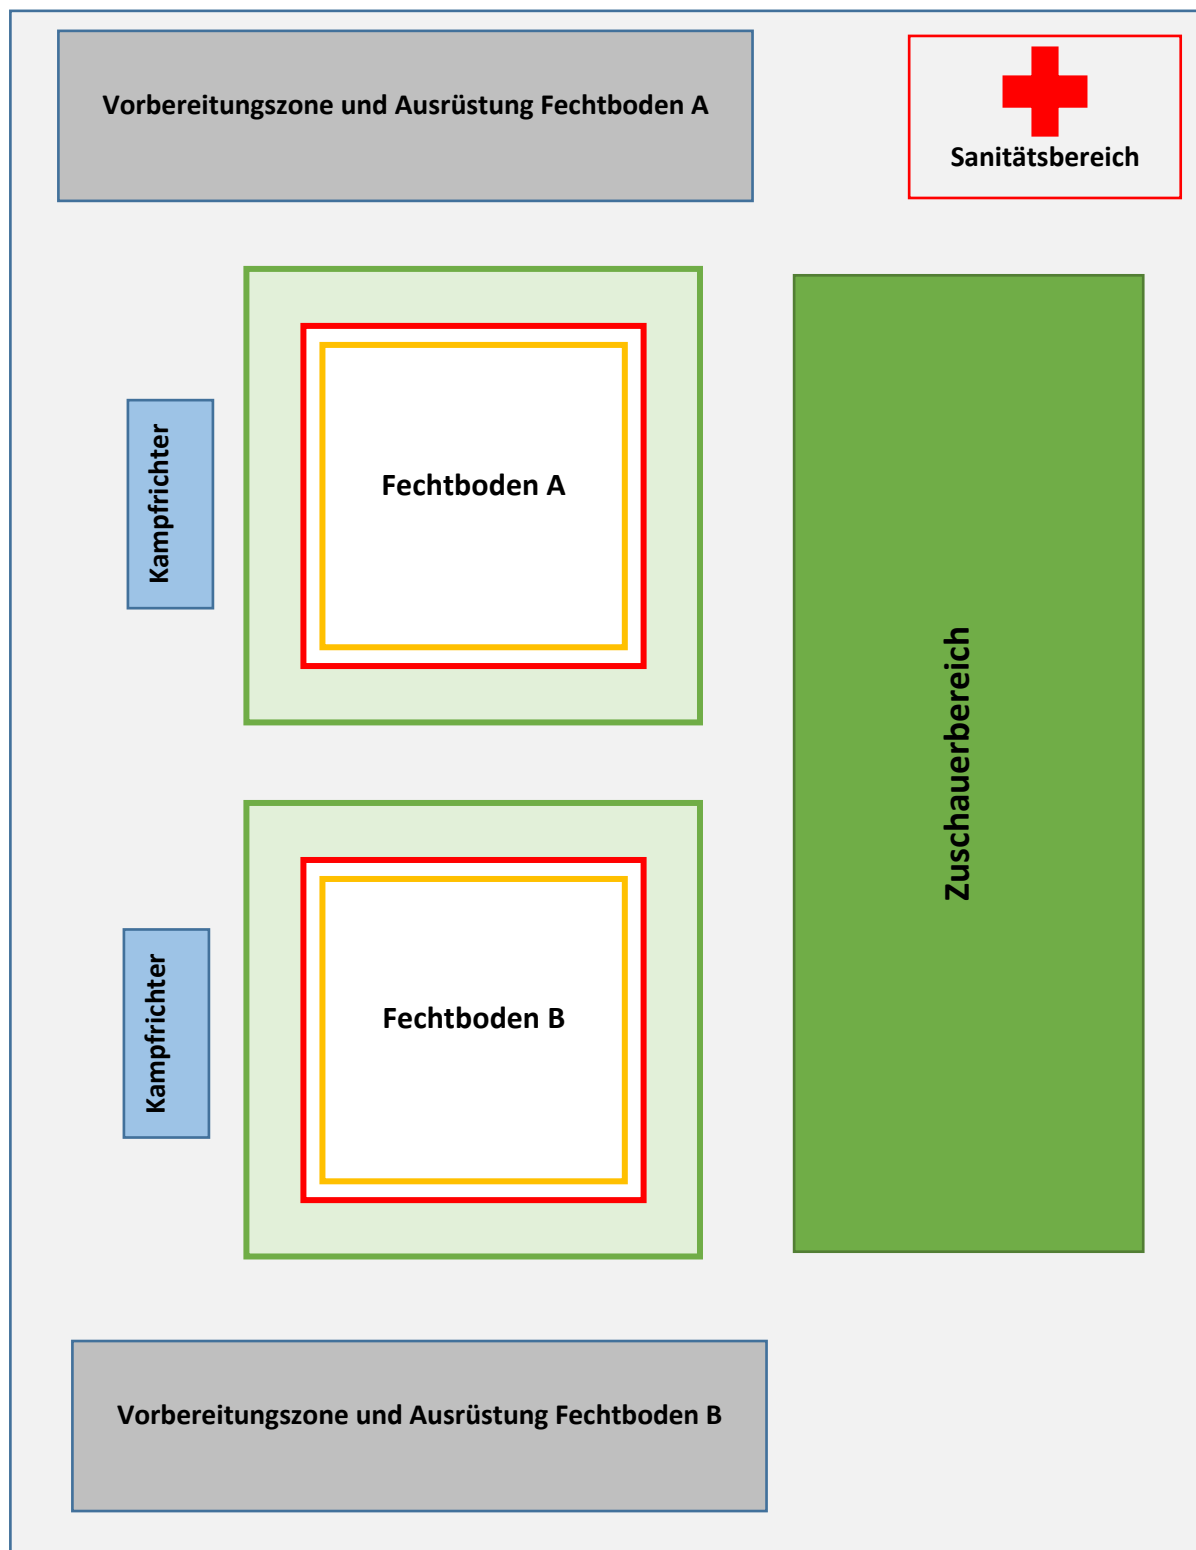 Vorbereitungszone und Ausrüstung Fechtboden A
Sanitätsbereich
Kampfrichter
Fechtboden A
Zuschauerbereich
Kampfrichter
Fechtboden B
Vorbereitungszone und Ausrüstung Fechtboden B